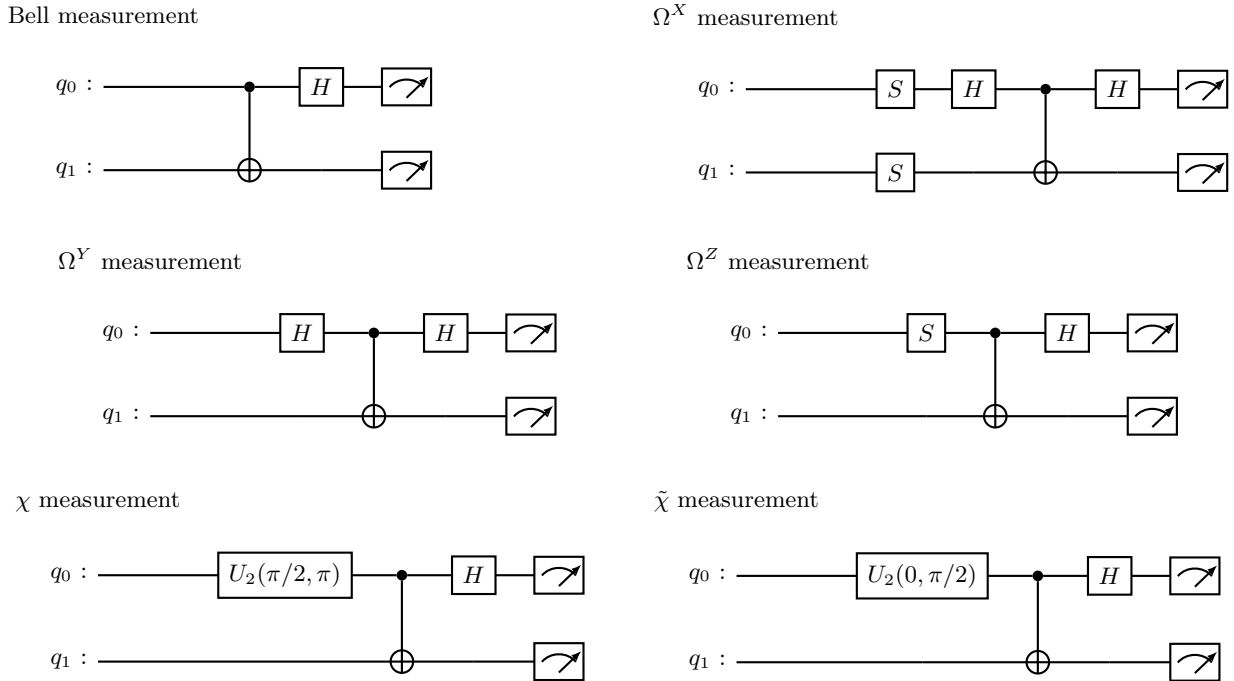 Bell measurement
q₀ : H
q₁ :
Ω^X measurement
q₀ : S H H
q₁ : S
Ω^Y measurement
q₀ : H H
q₁ :
Ω^Z measurement
q₀ : S H
q₁ :
χ measurement
q₀ : U₂(π/2, π) H
q₁ :
χ̃ measurement
q₀ : U₂(0, π/2) H
q₁ :